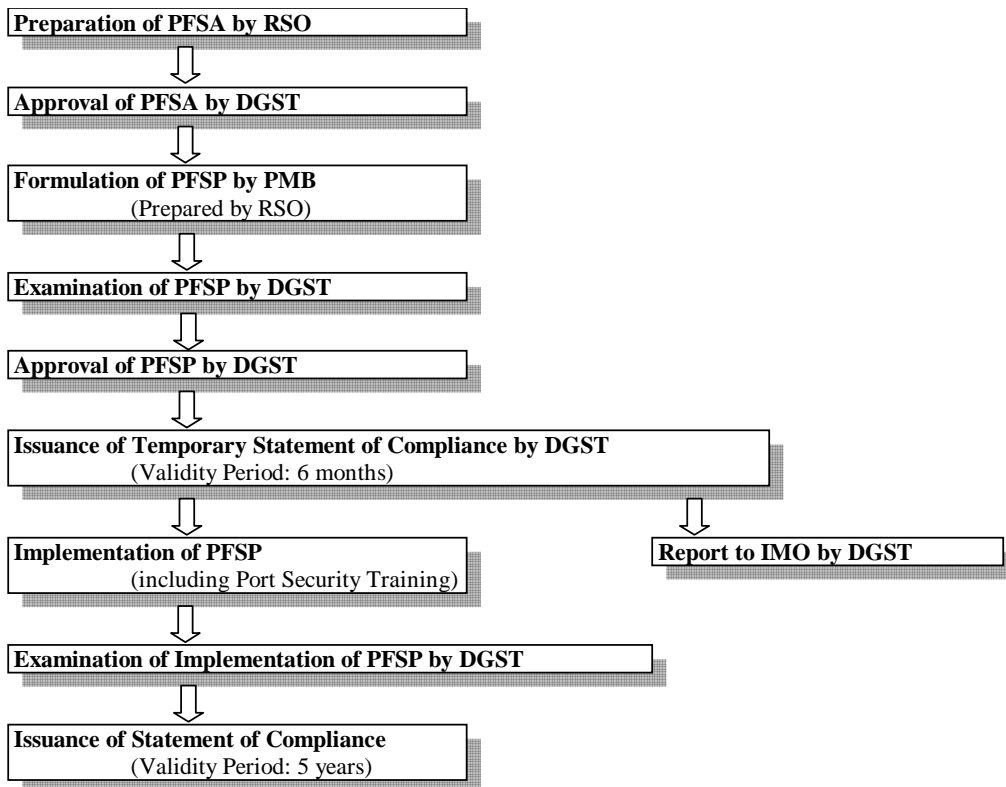 Preparation of PFSA by RSO
Approval of PFSA by DGST
Formulation of PFSP by PMB
(Prepared by RSO)
Examination of PFSP by DGST
Approval of PFSP by DGST
Issuance of Temporary Statement of Compliance by DGST
(Validity Period: 6 months)
Implementation of PFSP
(including Port Security Training)
Report to IMO by DGST
Examination of Implementation of PFSP by DGST
Issuance of Statement of Compliance
(Validity Period: 5 years)